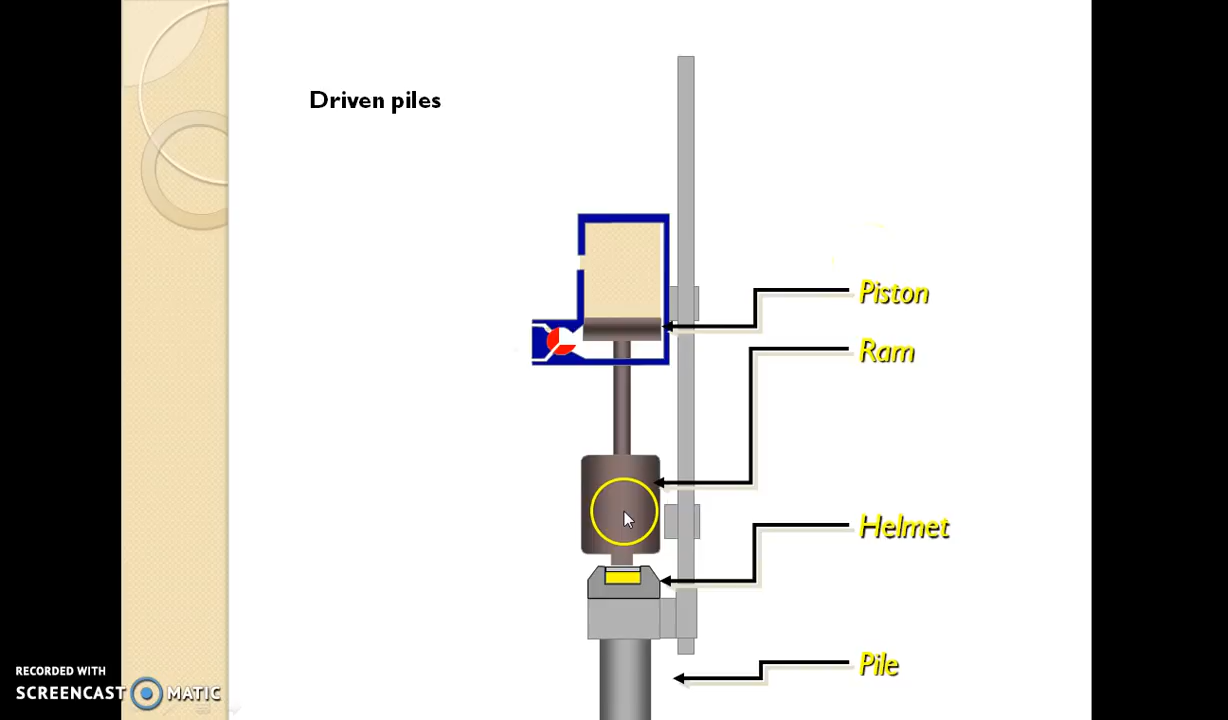 Driven piles
Piston
Ram
Helmet
Pile
RECORDED WITH
SCREENCAST MATIC